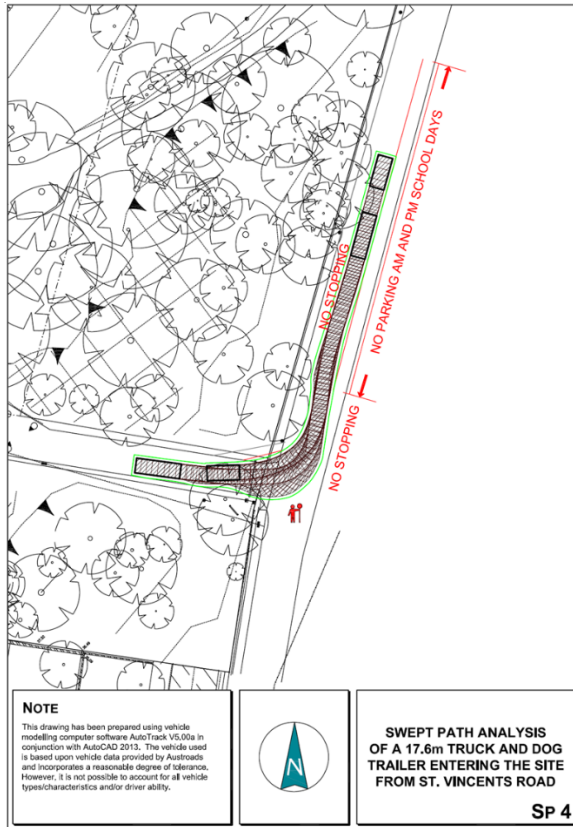 NO PARKING AM AND PM SCHOOL DAYS
NO STOPPING
NO STOPPING
NOTE
This drawing has been prepared using vehicle
modelling computer software AutoTrack V5.00a in
conjunction with AutoCAD 2013. The vehicle used
is based upon vehicle data provided by Austroads
and incorporates a reasonable degree of tolerance.
However, it is not possible to account for all vehicle
types/characteristics and/or driver ability.
N
SWEPT PATH ANALYSIS
OF A 17.6m TRUCK AND DOG
TRAILER ENTERING THE SITE
FROM ST. VINCENTS ROAD
SP 4